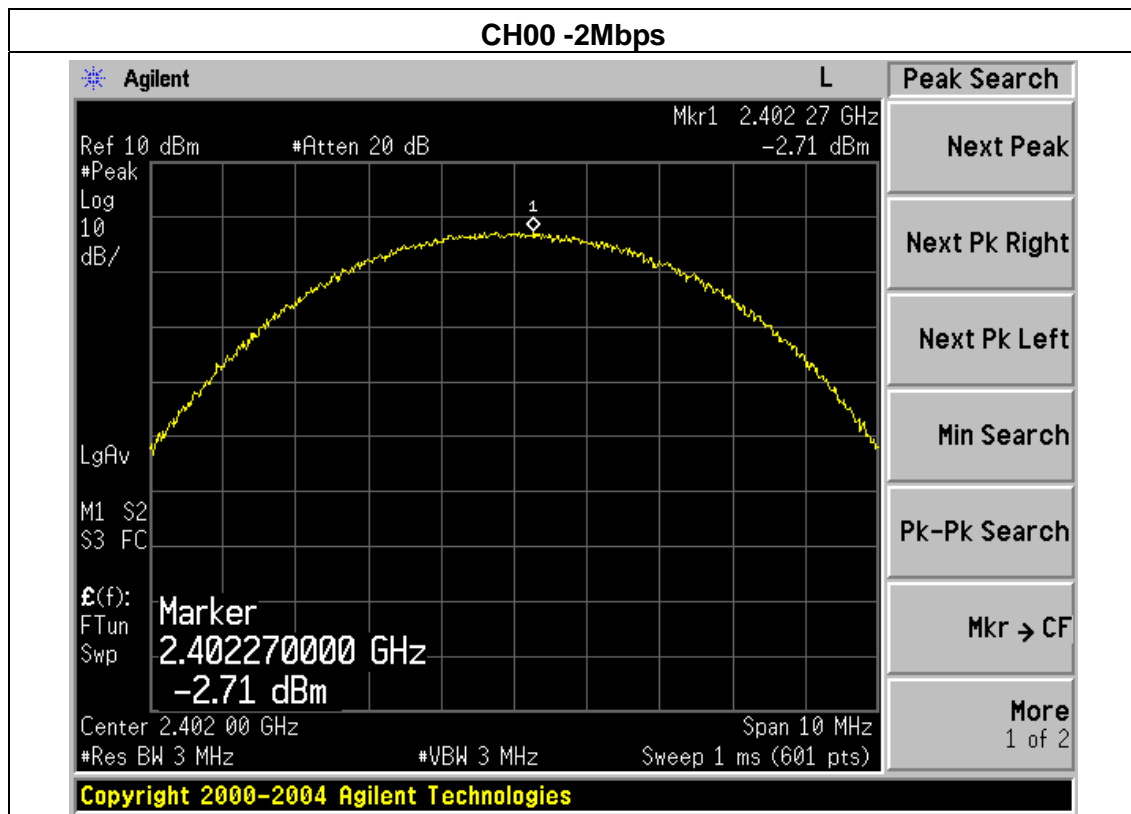 CH00 -2Mbps
Agilent L Peak Search
Mkr1 2.402 27 GHz
Ref 10 dBm #Atten 20 dB -2.71 dBm
#Peak
Log
10
dB/
1
LgAv
M1 S2
S3 FC
£(f):
FTun
Swp
Marker
2.402270000 GHz
-2.71 dBm
Center 2.402 00 GHz Span 10 MHz
#Res BW 3 MHz #VBW 3 MHz Sweep 1 ms (601 pts)
Copyright 2000-2004 Agilent Technologies
Next Peak
Next Pk Right
Next Pk Left
Min Search
Pk-Pk Search
Mkr → CF
More
1 of 2